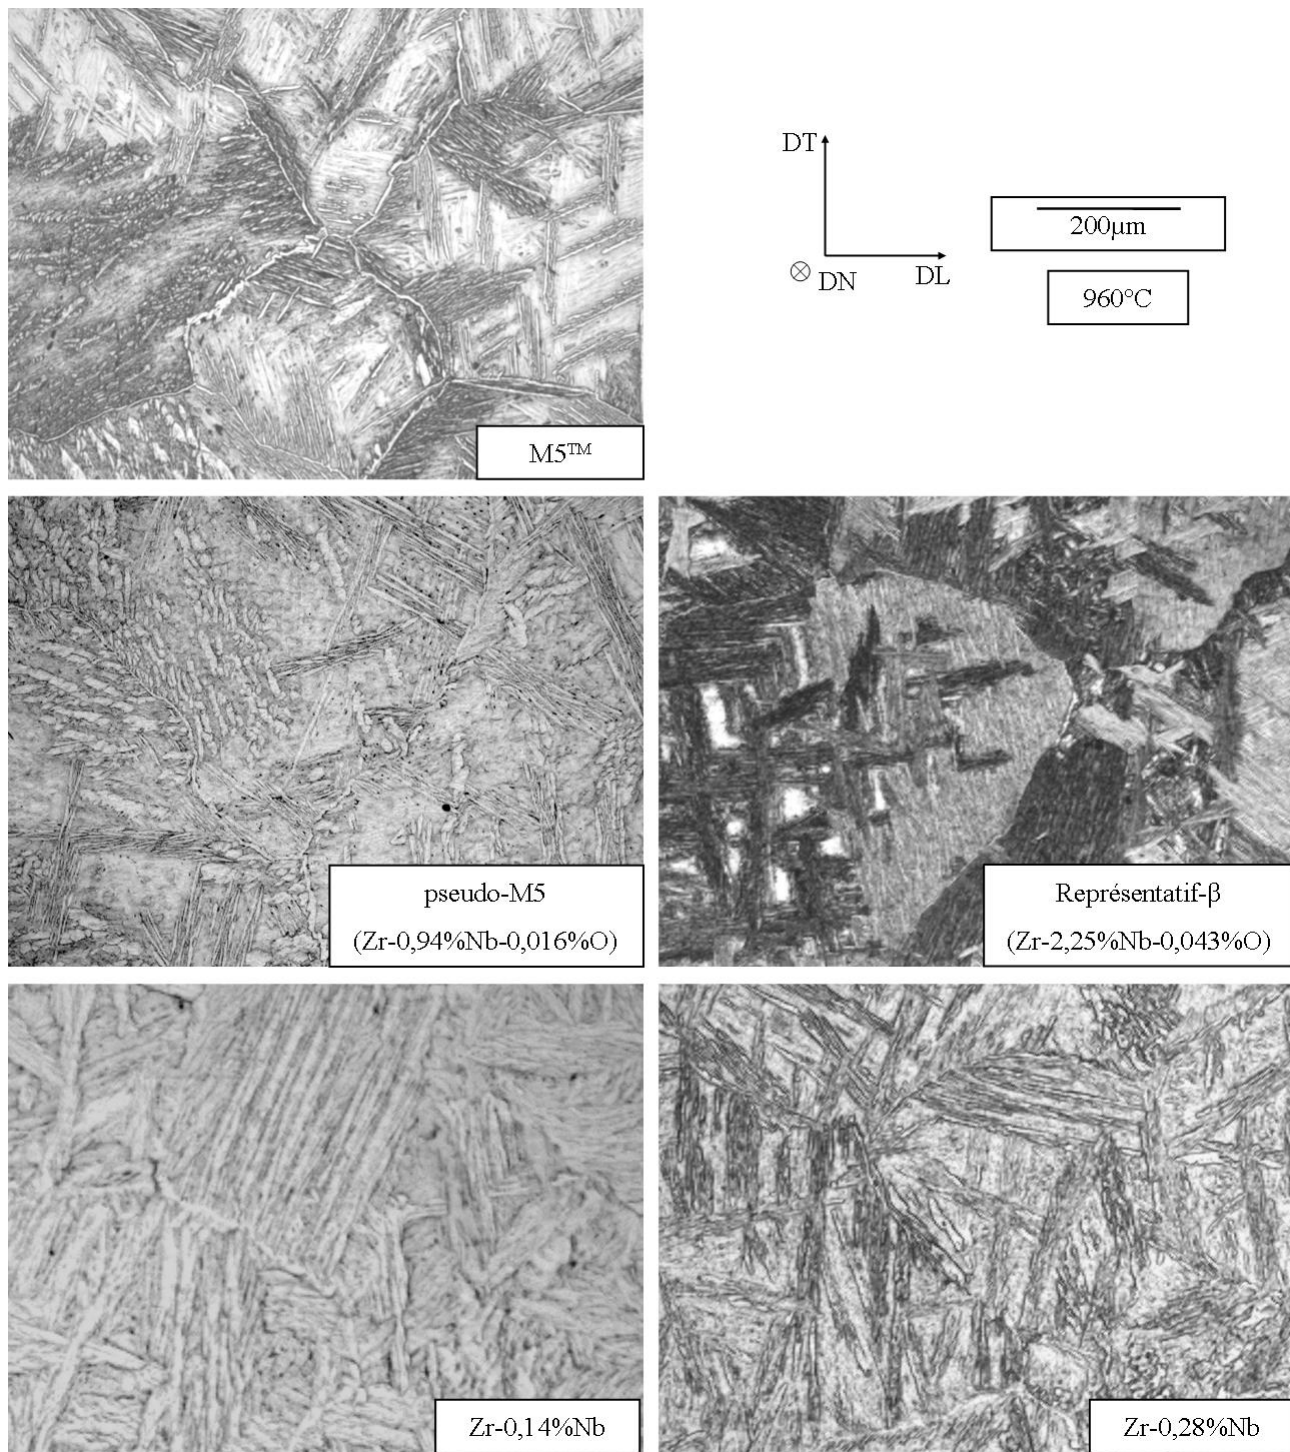 DT
DN
DL
200µm
960°C
M5™
pseudo-M5
(Zr-0,94%Nb-0,016%O)
Représentatif-β
(Zr-2,25%Nb-0,043%O)
Zr-0,14%Nb
Zr-0,28%Nb